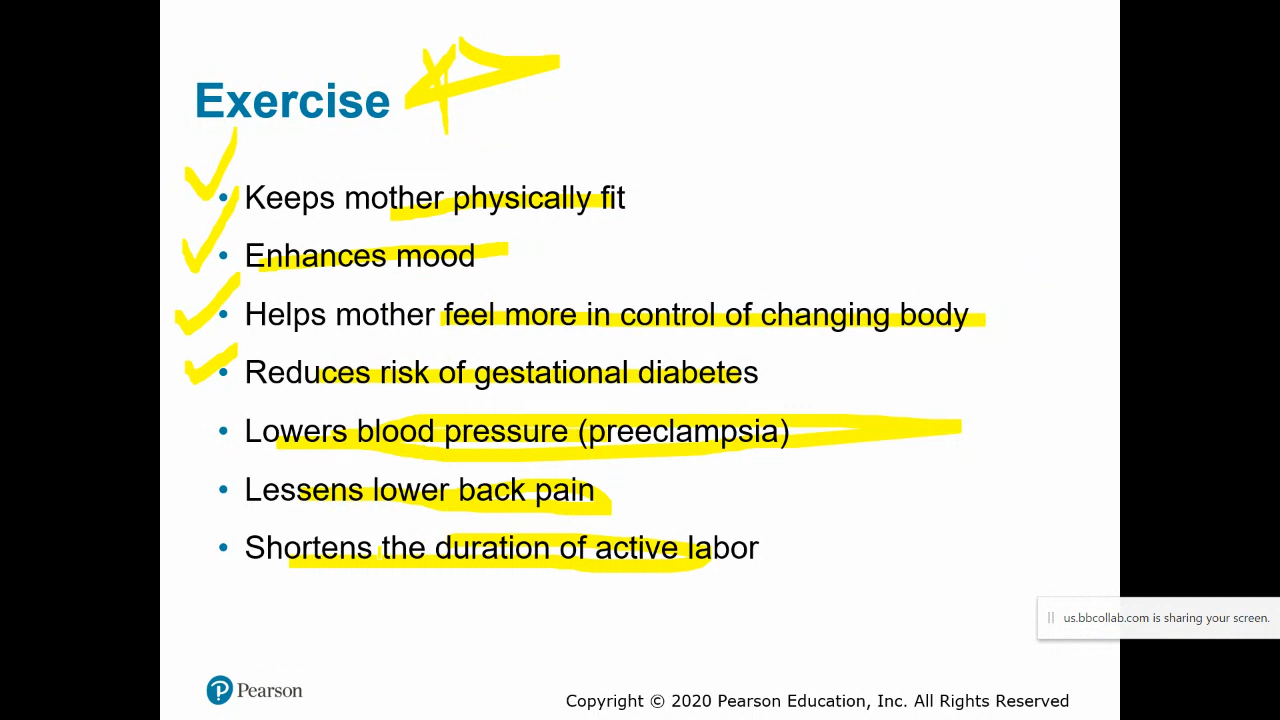 Exercise
• Keeps mother physically fit
• Enhances mood
• Helps mother feel more in control of changing body
• Reduces risk of gestational diabetes
• Lowers blood pressure (preeclampsia)
• Lessens lower back pain
• Shortens the duration of active labor
us.bbcollab.com is sharing your screen.
P Pearson
Copyright © 2020 Pearson Education, Inc. All Rights Reserved